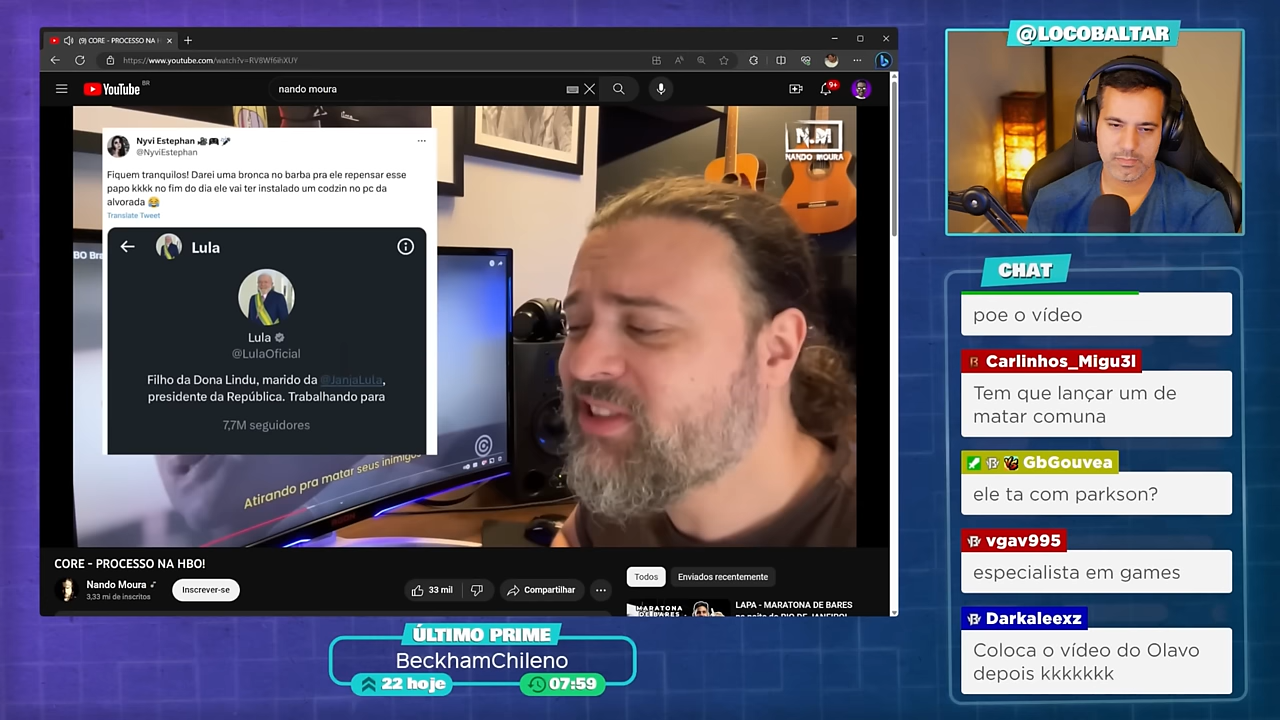 (9) CORE - PROCESSO NA H
https://www.youtube.com/watch?v=RV8Wf6ihXUY
YouTube BR
nando moura
9+
Nyvi Estephan
@NyviEstephan
Fiquem tranquilos! Darei uma bronca no barba pra ele repensar esse
papo kkkk no fim do dia ele vai ter instalado um codzin no pc da
alvorada 😂
Translate Tweet
BO Bra
Lula
Lula
@LulaOficial
Filho da Dona Lindu, marido da @JanjaLula,
presidente da República. Trabalhando para
7,7M seguidores
Atirando pra matar seus inimigos
N.M
NANDO MOURA
CORE - PROCESSO NA HBO!
Nando Moura
3,33 mi de inscritos
Inscrever-se
33 mil
Compartilhar
Todos
Enviados recentemente
MARATONA
LAPA - MARATONA DE BARES
ÚLTIMO PRIME
BeckhamChileno
22 hoje
07:59
@LOCOBALTAR
CHAT
poe o vídeo
Carlinhos_Migu3l
Tem que lançar um de
matar comuna
GbGouvea
ele ta com parkson?
vgav995
especialista em games
Darkaleexz
Coloca o vídeo do Olavo
depois kkkkkkk